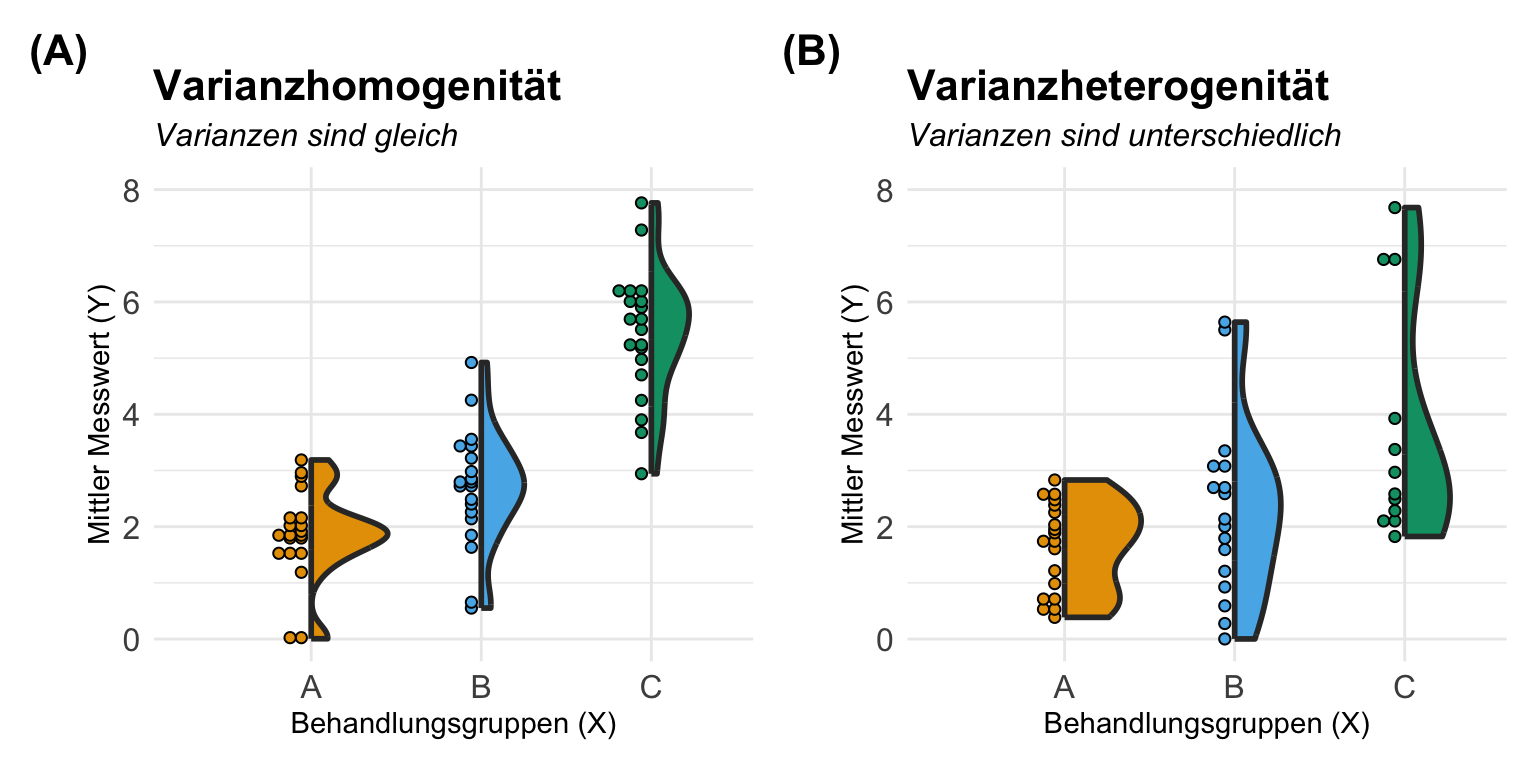 (A)
Varianzhomogenität
Varianzen sind gleich
Mittler Messwert (Y)
8
6
4
2
0
A B C
Behandlungsgruppen (X)
(B)
Varianzheterogenität
Varianzen sind unterschiedlich
Mittler Messwert (Y)
8
6
4
2
0
A B C
Behandlungsgruppen (X)